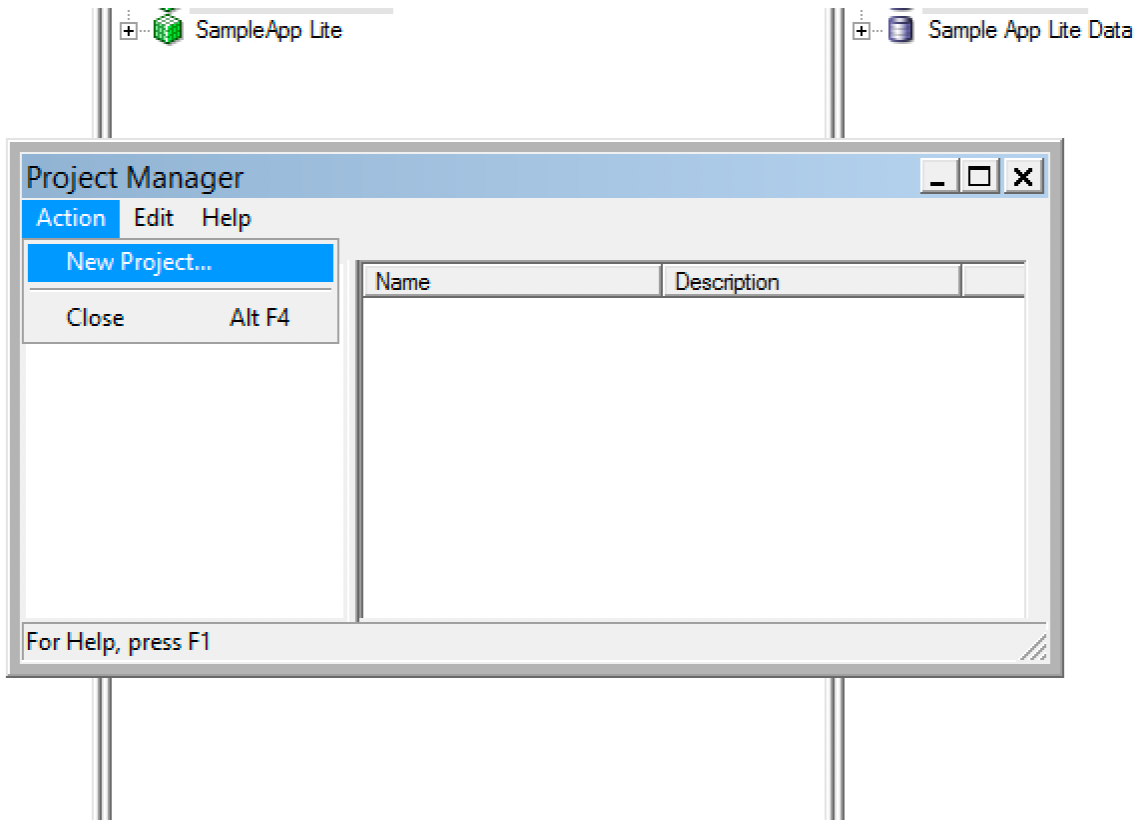 SampleApp Lite
Sample App Lite Data
Project Manager
Action Edit Help
New Project...
Name Description
Close Alt F4
For Help, press F1